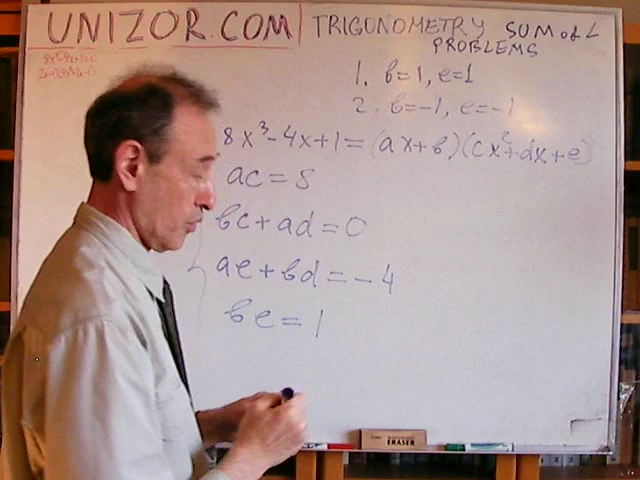 UNIZOR.COM | TRIGONOMETRY SUM of ∠
PROBLEMS
1. b=1, e=1
2. b=-1, e=-1
8x³-4x+1=(ax+b)(cx²+dx+e)
ac=8
bc+ad=0
ae+bd=-4
be=1
ERASER